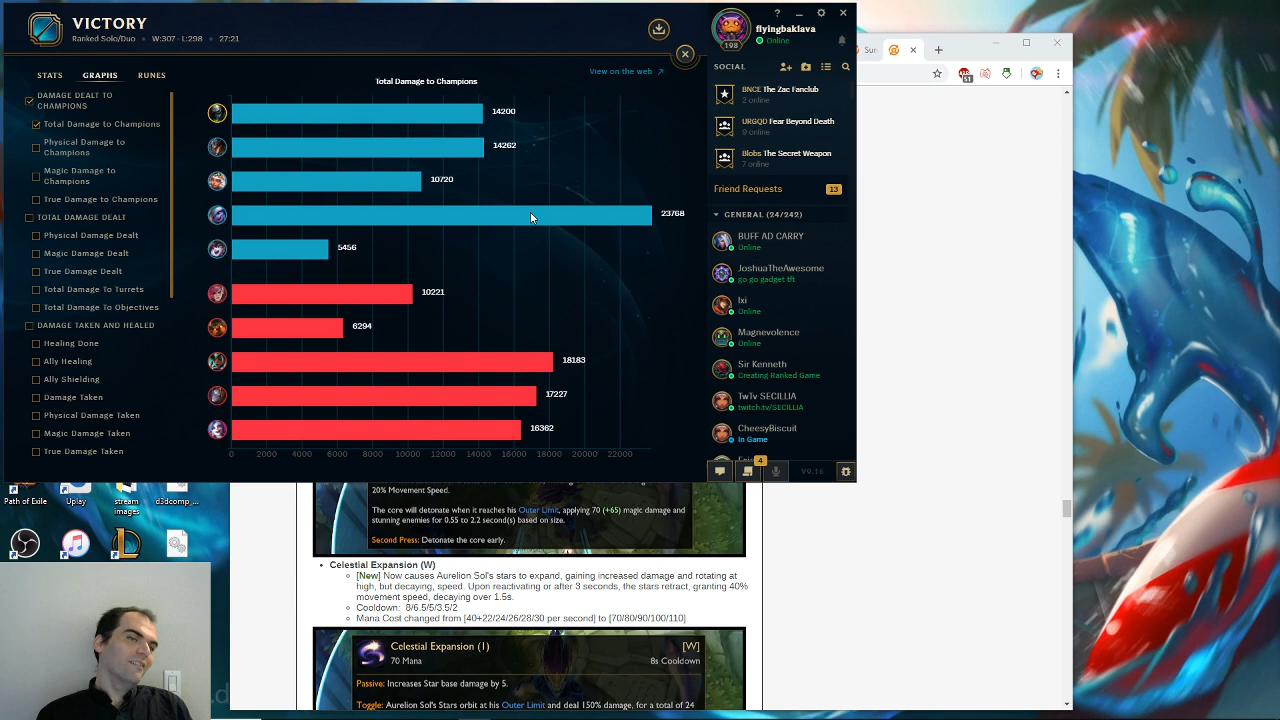 VICTORY
Ranked Solo/Duo • W:307 - L:298 • 27:21
STATS GRAPHS RUNES
View on the web
Total Damage to Champions
DAMAGE DEALT TO
CHAMPIONS
Total Damage to Champions
Physical Damage to
Champions
Magic Damage to
Champions
True Damage to Champions
TOTAL DAMAGE DEALT
Physical Damage Dealt
Magic Damage Dealt
True Damage Dealt
Total Damage To Turrets
Total Damage To Objectives
DAMAGE TAKEN AND HEALED
Healing Done
Ally Healing
Ally Shielding
Damage Taken
Physical Damage Taken
Magic Damage Taken
True Damage Taken
14200
14262
10720
23768
5456
10221
6294
18183
17227
16362
0 2000 4000 6000 8000 10000 12000 14000 16000 18000 20000 22000
198
flyingbaklava
Online
SOCIAL
BNCE The Zac Fanclub
2 online
URGOD Fear Beyond Death
9 online
Blobs The Secret Weapon
7 online
Friend Requests 13
GENERAL (24/242)
BUFF AD CARRY
Online
JoshuaTheAwesome
go go gadget tft
Ixi
Online
Magnevolence
Online
Sir Kenneth
Creating Ranked Game
TwTv SECILLIA
twitch.tv/SECILLIA
CheesyBiscuit
In Game
4
V9.16
Sur
51
Path of Exile
Uplay
stream
images
d3dcomp_...
20% Movement Speed.
The core will detonate when it reaches his Outer Limit, applying 70 (+65) magic damage and
stunning enemies for 0.55 to 2.2 second(s) based on size.
Second Press: Detonate the core early.
• Celestial Expansion (W)
[New] Now causes Aurelion Sol's stars to expand, gaining increased damage and rotating at
high, but decaying, speed. Upon reactivating or after 3 seconds, the stars retract, granting 40%
movement speed, decaying over 1.5s.
Cooldown: 8/6.5/5/3.5/2
Mana Cost changed from [40+22/24/26/28/30 per second] to [70/80/90/100/110]
Celestial Expansion (1) [W]
70 Mana 8s Cooldown
Passive: Increases Star base damage by 5.
Toggle: Aurelion Sol's Stars orbit at his Outer Limit and deal 150% damage, for a total of 24